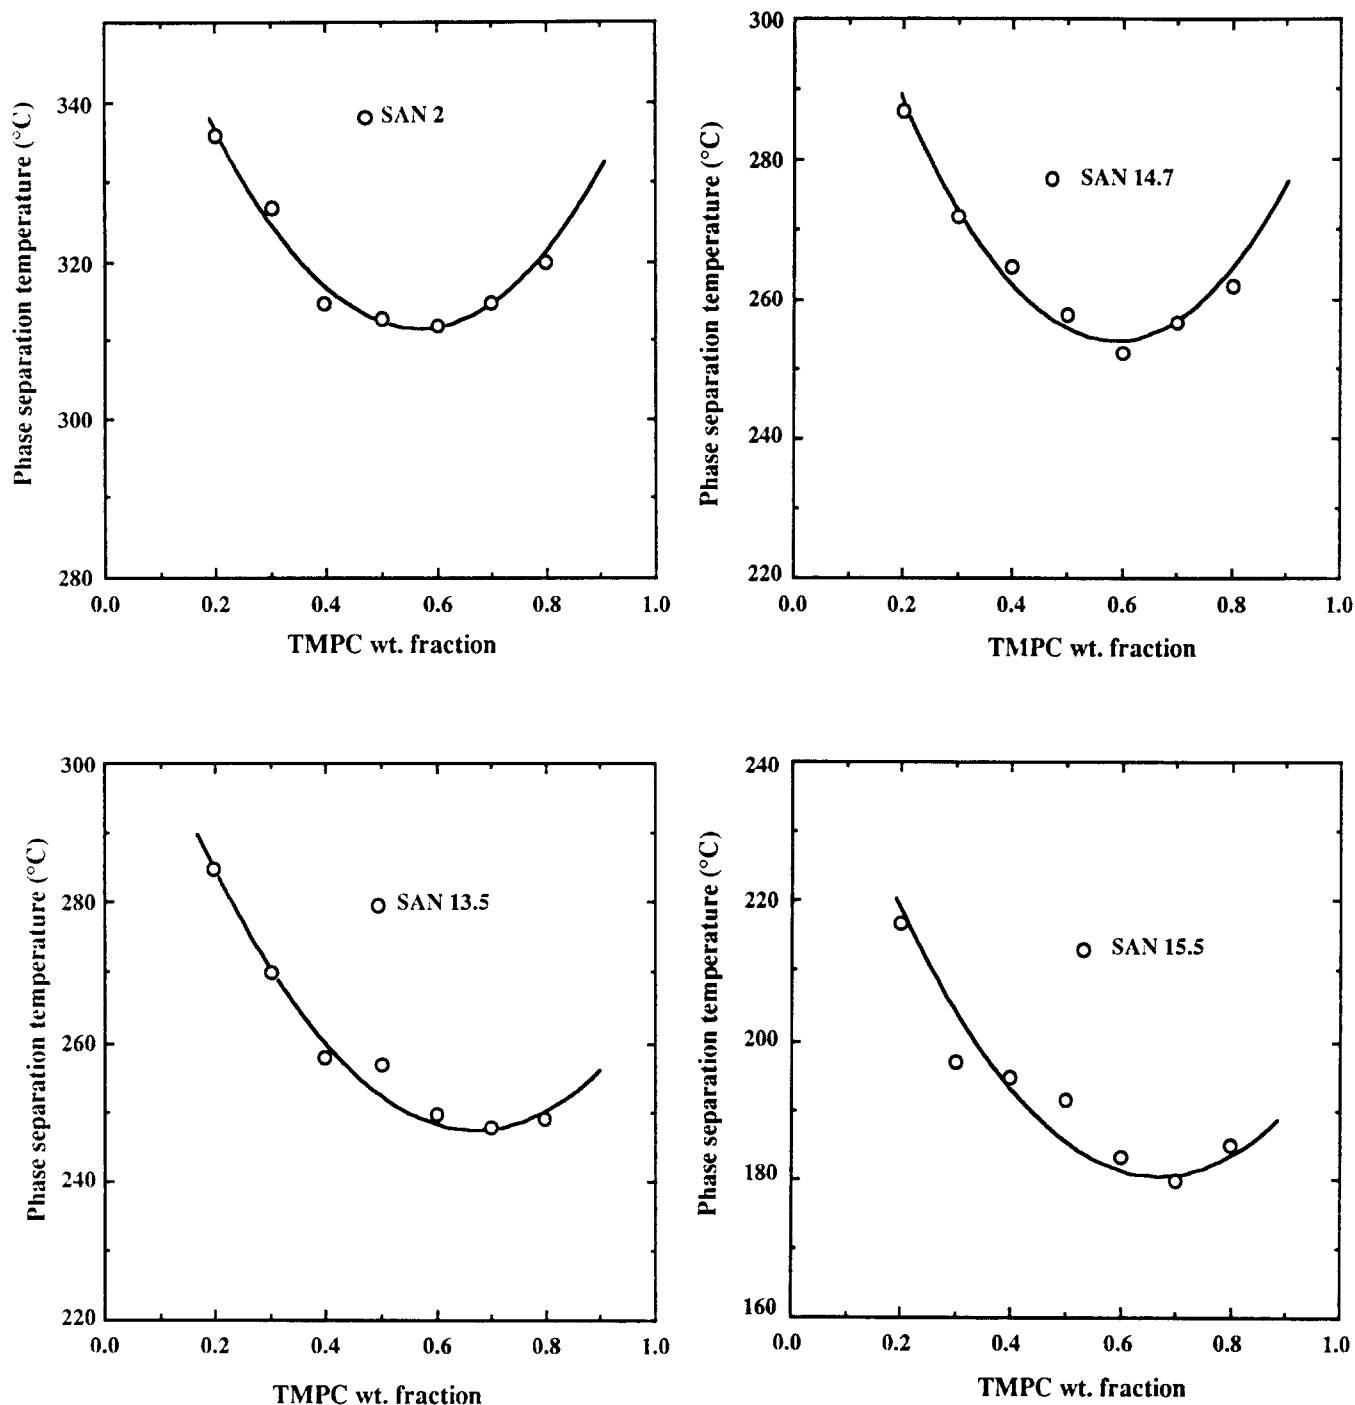 Phase separation temperature (°C)
340
320
300
280
SAN 2
0.0 0.2 0.4 0.6 0.8 1.0
TMPC wt. fraction
Phase separation temperature (°C)
300
280
260
240
220
SAN 14.7
0.0 0.2 0.4 0.6 0.8 1.0
TMPC wt. fraction
Phase separation temperature (°C)
300
280
260
240
220
SAN 13.5
0.0 0.2 0.4 0.6 0.8 1.0
TMPC wt. fraction
Phase separation temperature (°C)
240
220
200
180
160
SAN 15.5
0.0 0.2 0.4 0.6 0.8 1.0
TMPC wt. fraction